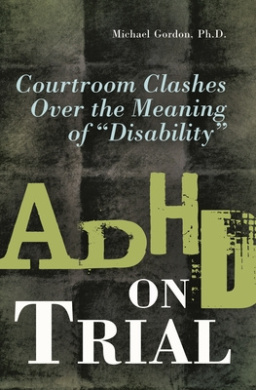 Michael Gordon, Ph.D.
Courtroom Clashes
Over the Meaning
of “Disability”
ADHD
ON
TRIAL